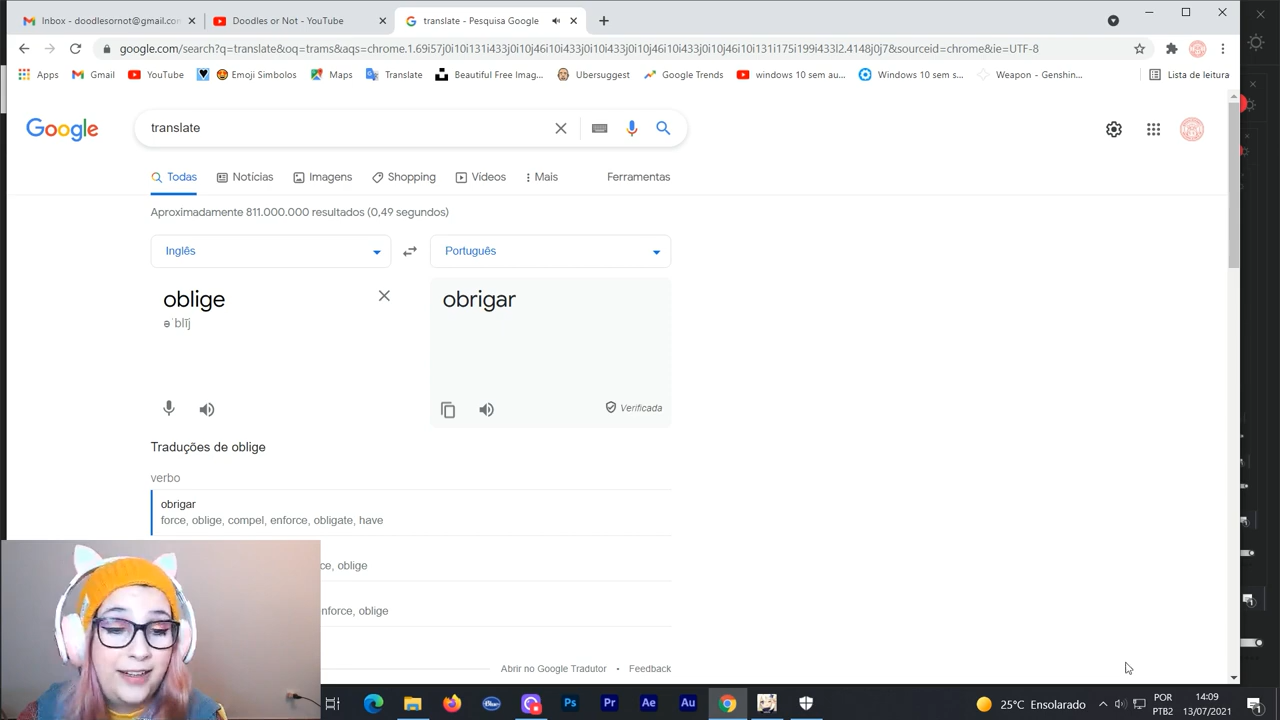 Inbox - doodlesornot@gmail.com
Doodles or Not - YouTube
translate - Pesquisa Google
google.com/search?q=translate&oq=trams&aqs=chrome.1.69i57j0i10i131i433j0i10j46i10i433j0i10j46i10i433j0i10j46i10i433j0i10i131j46i10i131i175i199i433l2.4148j0j7&sourceid=chrome&ie=UTF-8
Apps
Gmail
YouTube
Emoji Simbolos
Maps
Translate
Beautiful Free Imag...
Ubersuggest
Google Trends
windows 10 sem au...
Windows 10 sem s...
Weapon - Genshin...
Lista de leitura
Google
translate
Todas
Notícias
Imagens
Shopping
Vídeos
Mais
Ferramentas
Aproximadamente 811.000.000 resultados (0,49 segundos)
Inglês
Português
oblige
obrigar
əˈblīj
Verificada
Traduções de oblige
verbo
obrigar
force, oblige, compel, enforce, obligate, have
ce, oblige
nforce, oblige
Abrir no Google Tradutor • Feedback
Ps
Pr
Ae
Au
25°C Ensolarado
POR
PTB2
14:09
13/07/2021